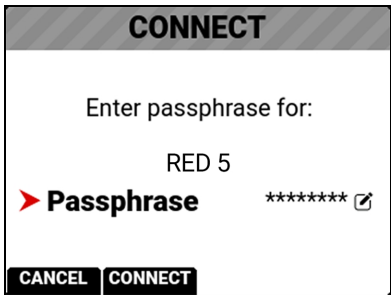 CONNECT
Enter passphrase for:
RED 5
Passphrase ********
CANCEL CONNECT